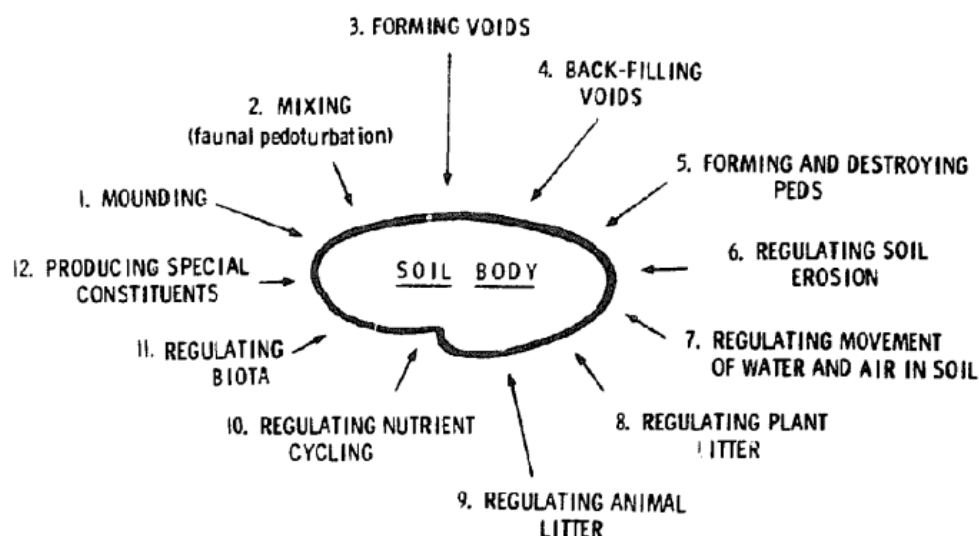 3. FORMING VOIDS
4. BACK-FILLING
VOIDS
2. MIXING
(faunal pedoturbation)
5. FORMING AND DESTROYING
PEDS
1. MOUNDING
SOIL BODY
6. REGULATING SOIL
EROSION
12. PRODUCING SPECIAL
CONSTITUENTS
7. REGULATING MOVEMENT
OF WATER AND AIR IN SOIL
11. REGULATING
BIOTA
8. REGULATING PLANT
LITTER
10. REGULATING NUTRIENT
CYCLING
9. REGULATING ANIMAL
LITTER